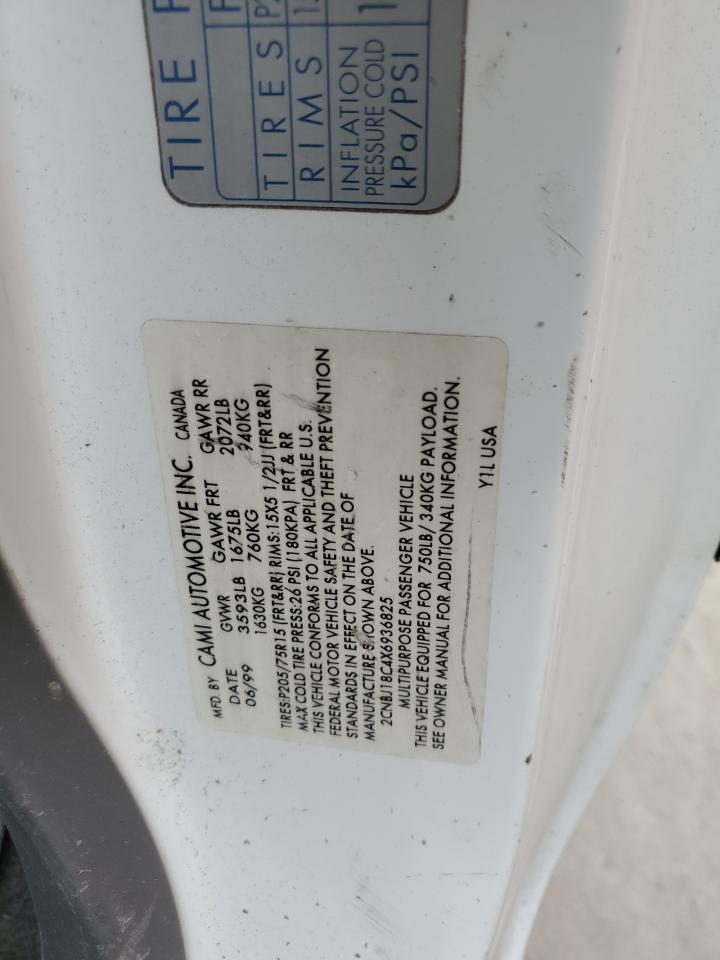 TIRE
TIRES
RIMS
INFLATION
PRESSURE COLD
kPa/PSI
MFD. BY CAMI AUTOMOTIVE INC. CANADA
DATE GVWR GAWR FRT GAWR RR
06/99 3593LB 1675LB 2072LB
1630KG 760KG 940KG
TIRES:P205/75R15 (FRT&RR) RIMS:15X5 1/2JJ (FRT&RR)
MAX COLD TIRE PRESS:26 PSI (180KPA) FRT & RR
THIS VEHICLE CONFORMS TO ALL APPLICABLE U.S.
FEDERAL MOTOR VEHICLE SAFETY AND THEFT PREVENTION
STANDARDS IN EFFECT ON THE DATE OF
MANUFACTURE SHOWN ABOVE.
2CNBJ18C4X6936825
MULTIPURPOSE PASSENGER VEHICLE
THIS VEHICLE EQUIPPED FOR 750LB/ 340KG PAYLOAD.
SEE OWNER MANUAL FOR ADDITIONAL INFORMATION.
Y1L USA